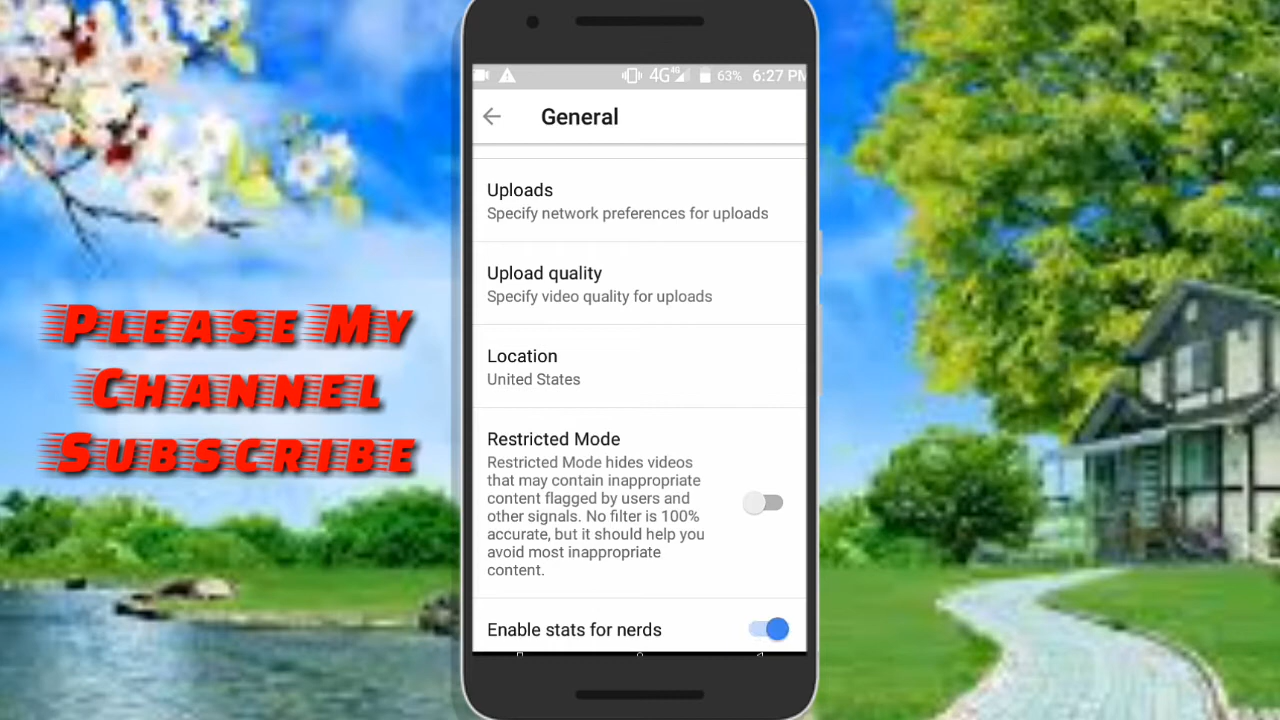 4G 4G 63% 6:27 PM
General
Uploads
Specify network preferences for uploads
Upload quality
Specify video quality for uploads
Location
United States
Restricted Mode
Restricted Mode hides videos
that may contain inappropriate
content flagged by users and
other signals. No filter is 100%
accurate, but it should help you
avoid most inappropriate
content.
Enable stats for nerds
Please My
Channel
Subscribe